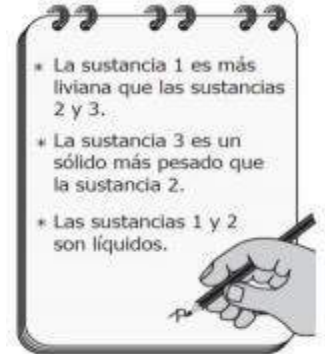 * La sustancia 1 es más
liviana que las sustancias
2 y 3.
* La sustancia 3 es un
sólido más pesado que
la sustancia 2.
* Las sustancias 1 y 2
son líquidos.